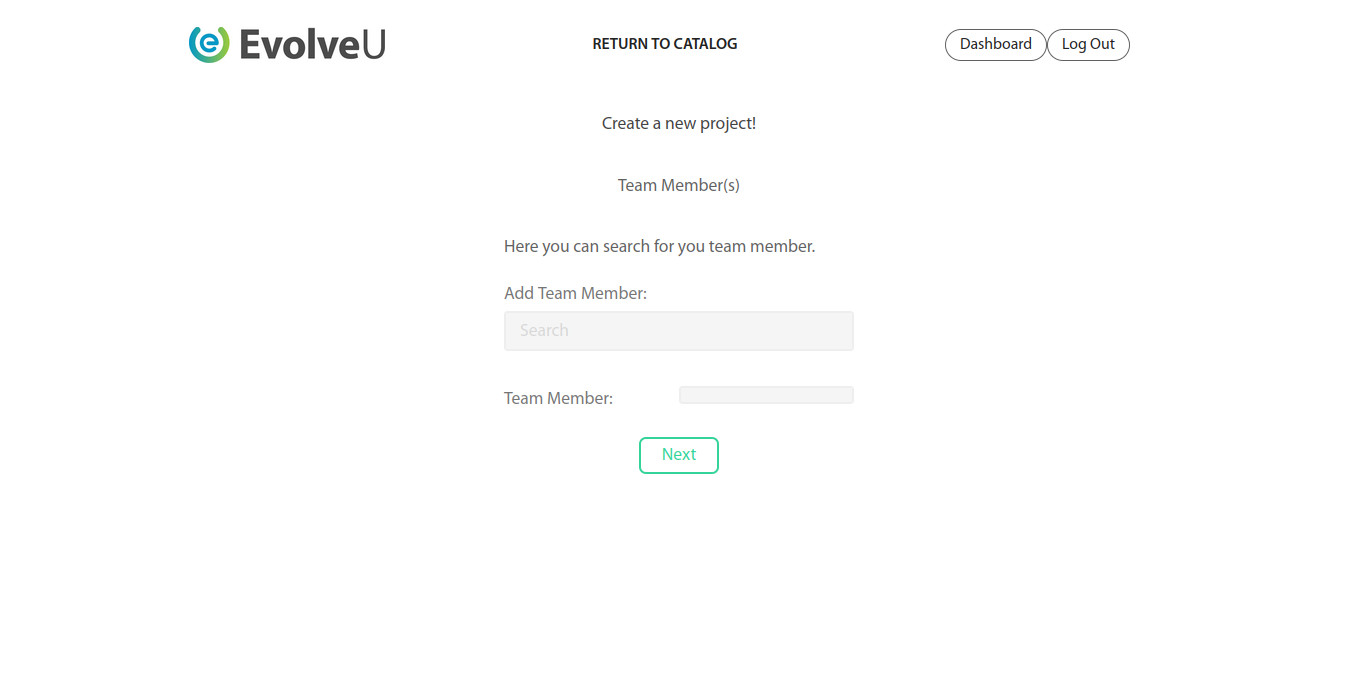 EvolveU
RETURN TO CATALOG
Dashboard
Log Out
Create a new project!
Team Member(s)
Here you can search for you team member.
Add Team Member:
Search
Team Member:
Next